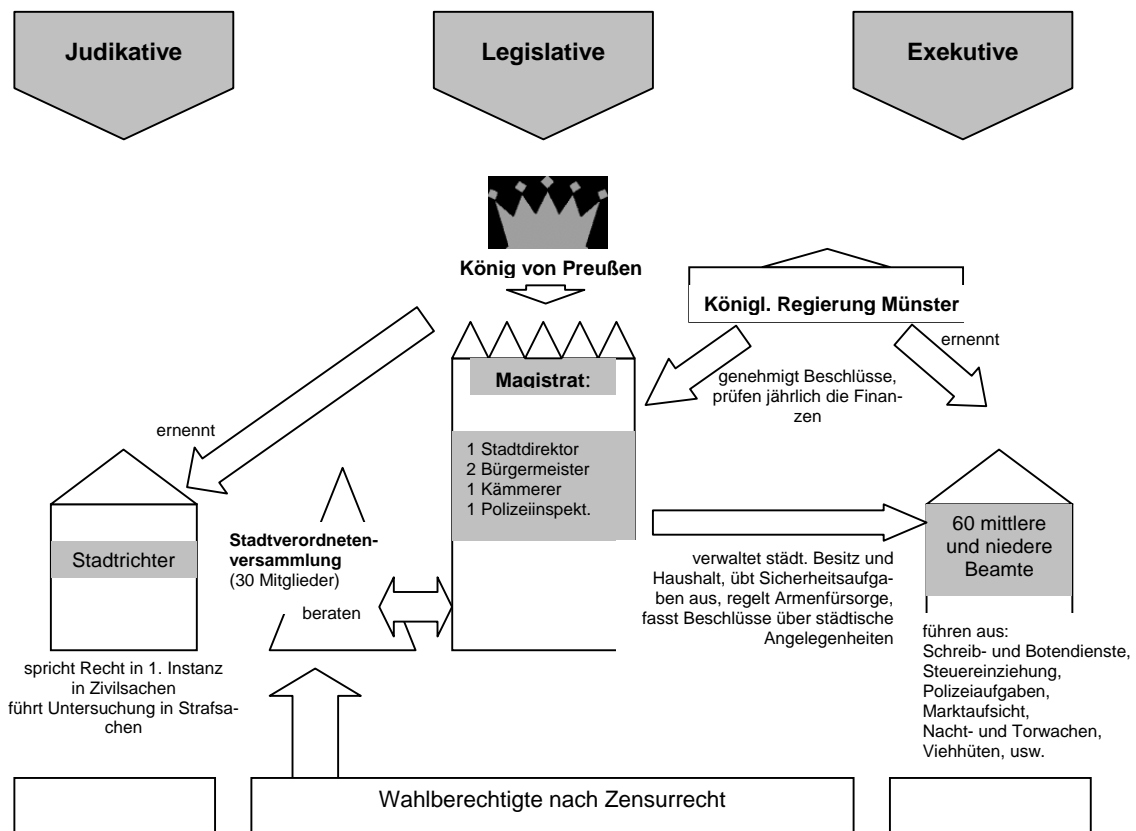 Judikative
Legislative
Exekutive
König von Preußen
Königl. Regierung Münster
ernennt
genehmigt Beschlüsse,
prüfen jährlich die Finan-
zen
Magistrat:
1 Stadtdirektor
2 Bürgermeister
1 Kämmerer
1 Polizeiinspekt.
ernennt
Stadtrichter
Stadtverordneten-
versammlung
(30 Mitglieder)
beraten
60 mittlere
und niedere
Beamte
verwaltet städt. Besitz und
Haushalt, übt Sicherheitsaufga-
ben aus, regelt Armenfürsorge,
fasst Beschlüsse über städtische
Angelegenheiten
führen aus:
Schreib- und Botendienste,
Steuereinziehung,
Polizeiaufgaben,
Marktaufsicht,
Nacht- und Torwachen,
Viehhüten, usw.
spricht Recht in 1. Instanz
in Zivilsachen
führt Untersuchung in Strafsa-
chen
Wahlberechtigte nach Zensurrecht